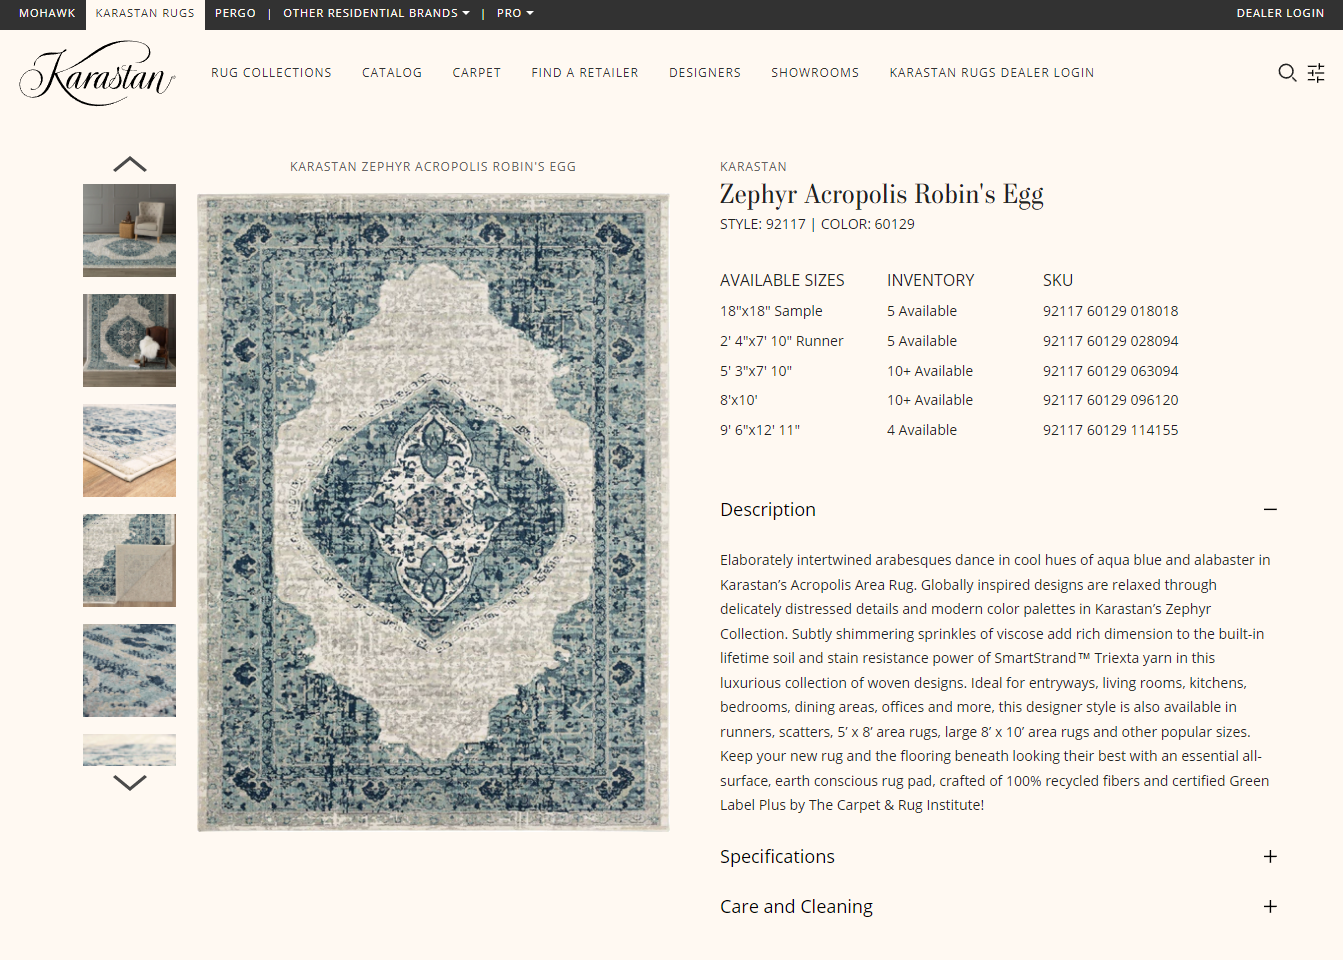 MOHAWK
KARASTAN RUGS
PERGO | OTHER RESIDENTIAL BRANDS | PRO
DEALER LOGIN
Karastan
RUG COLLECTIONS
CATALOG
CARPET
FIND A RETAILER
DESIGNERS
SHOWROOMS
KARASTAN RUGS DEALER LOGIN
KARASTAN ZEPHYR ACROPOLIS ROBIN'S EGG
KARASTAN
Zephyr Acropolis Robin's Egg
STYLE: 92117 | COLOR: 60129
AVAILABLE SIZES INVENTORY SKU
18"x18" Sample 5 Available 92117 60129 018018
2' 4"x7' 10" Runner 5 Available 92117 60129 028094
5' 3"x7' 10" 10+ Available 92117 60129 063094
8'x10' 10+ Available 92117 60129 096120
9' 6"x12' 11" 4 Available 92117 60129 114155
Description
Elaborately intertwined arabesques dance in cool hues of aqua blue and alabaster in
Karastan’s Acropolis Area Rug. Globally inspired designs are relaxed through
delicately distressed details and modern color palettes in Karastan’s Zephyr
Collection. Subtly shimmering sprinkles of viscose add rich dimension to the built-in
lifetime soil and stain resistance power of SmartStrand™ Triexta yarn in this
luxurious collection of woven designs. Ideal for entryways, living rooms, kitchens,
bedrooms, dining areas, offices and more, this designer style is also available in
runners, scatters, 5’ x 8’ area rugs, large 8’ x 10’ area rugs and other popular sizes.
Keep your new rug and the flooring beneath looking their best with an essential all-
surface, earth conscious rug pad, crafted of 100% recycled fibers and certified Green
Label Plus by The Carpet & Rug Institute!
Specifications
Care and Cleaning